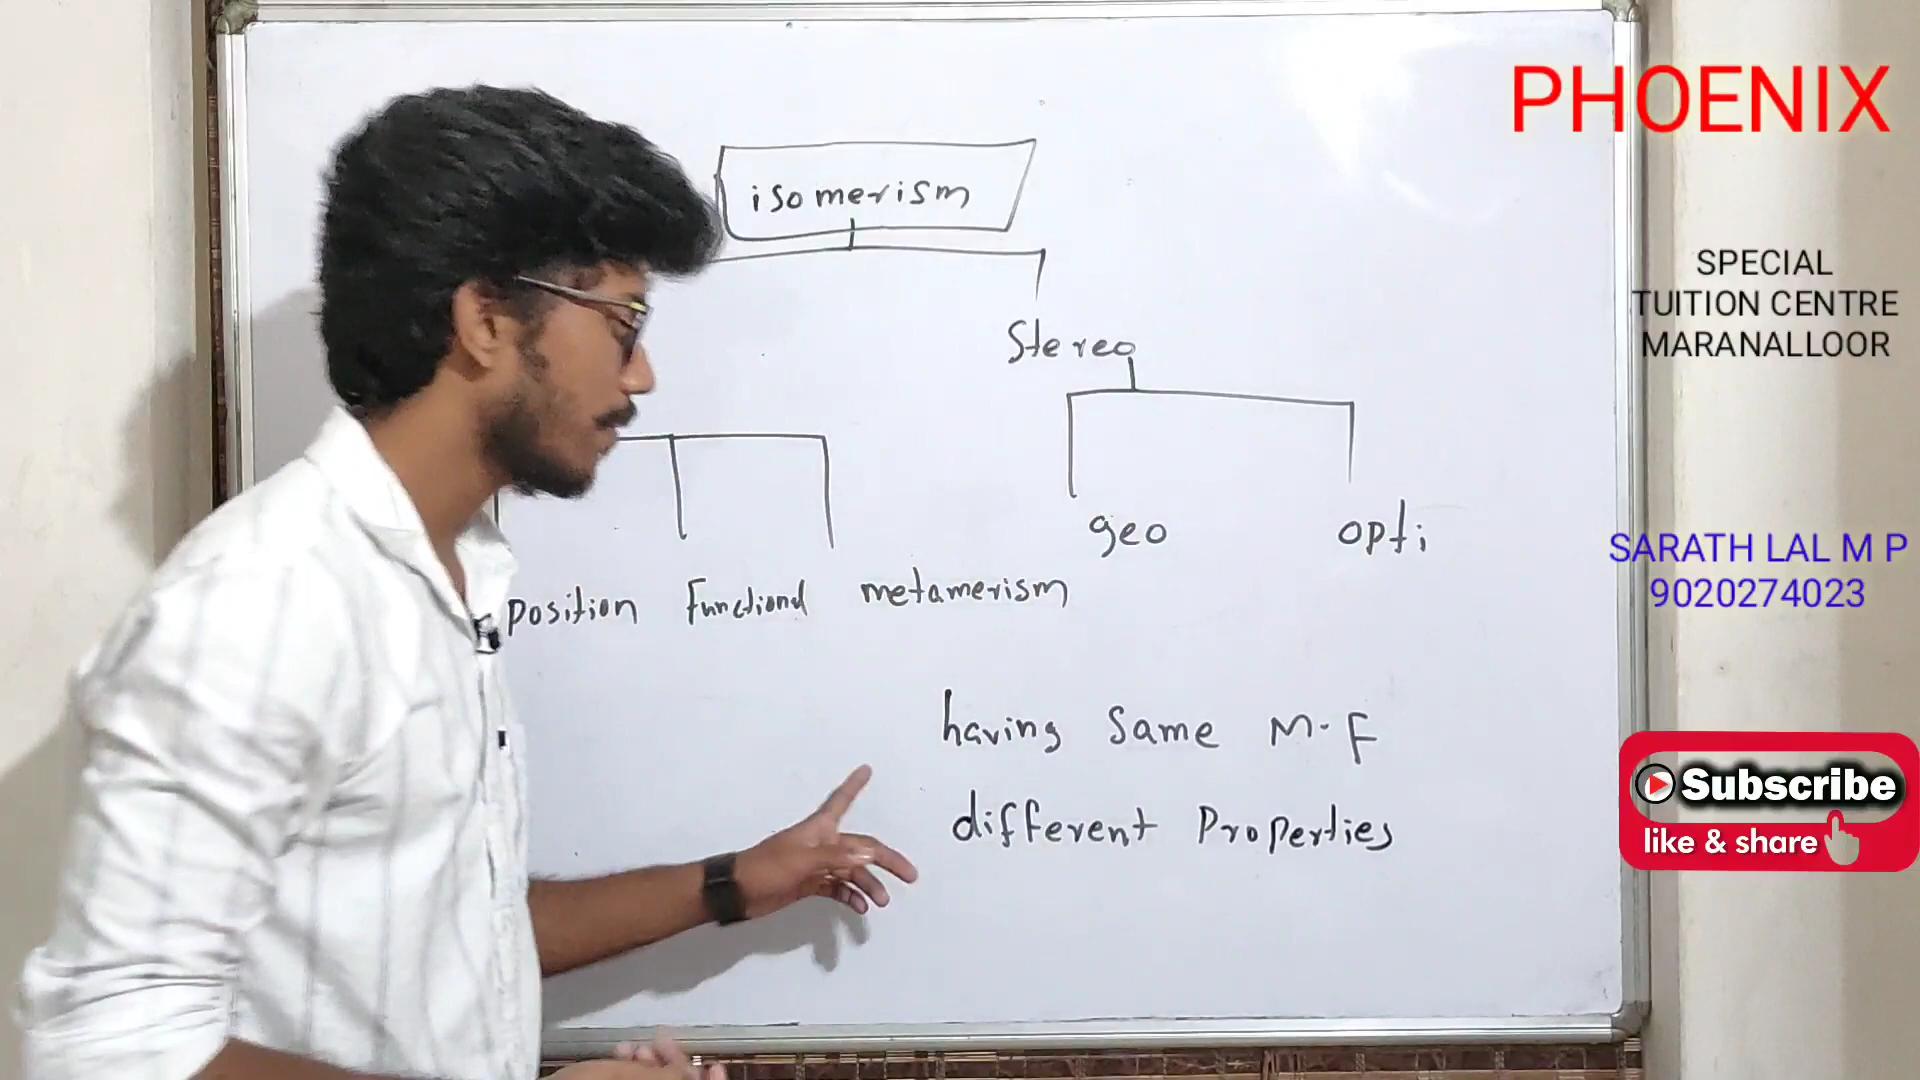 isomerism
Stereo
geo opti
position Functional metamerism
having Same M.F
different Properties
PHOENIX
SPECIAL
TUITION CENTRE
MARANALLOOR
SARATH LAL M P
9020274023
Subscribe
like & share